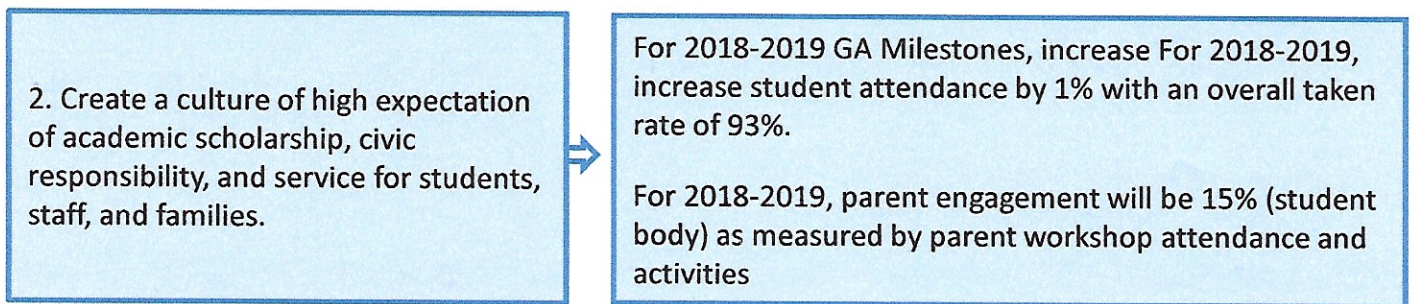 2. Create a culture of high expectation
of academic scholarship, civic
responsibility, and service for students,
staff, and families.
For 2018-2019 GA Milestones, increase For 2018-2019,
increase student attendance by 1% with an overall taken
rate of 93%.
For 2018-2019, parent engagement will be 15% (student
body) as measured by parent workshop attendance and
activities